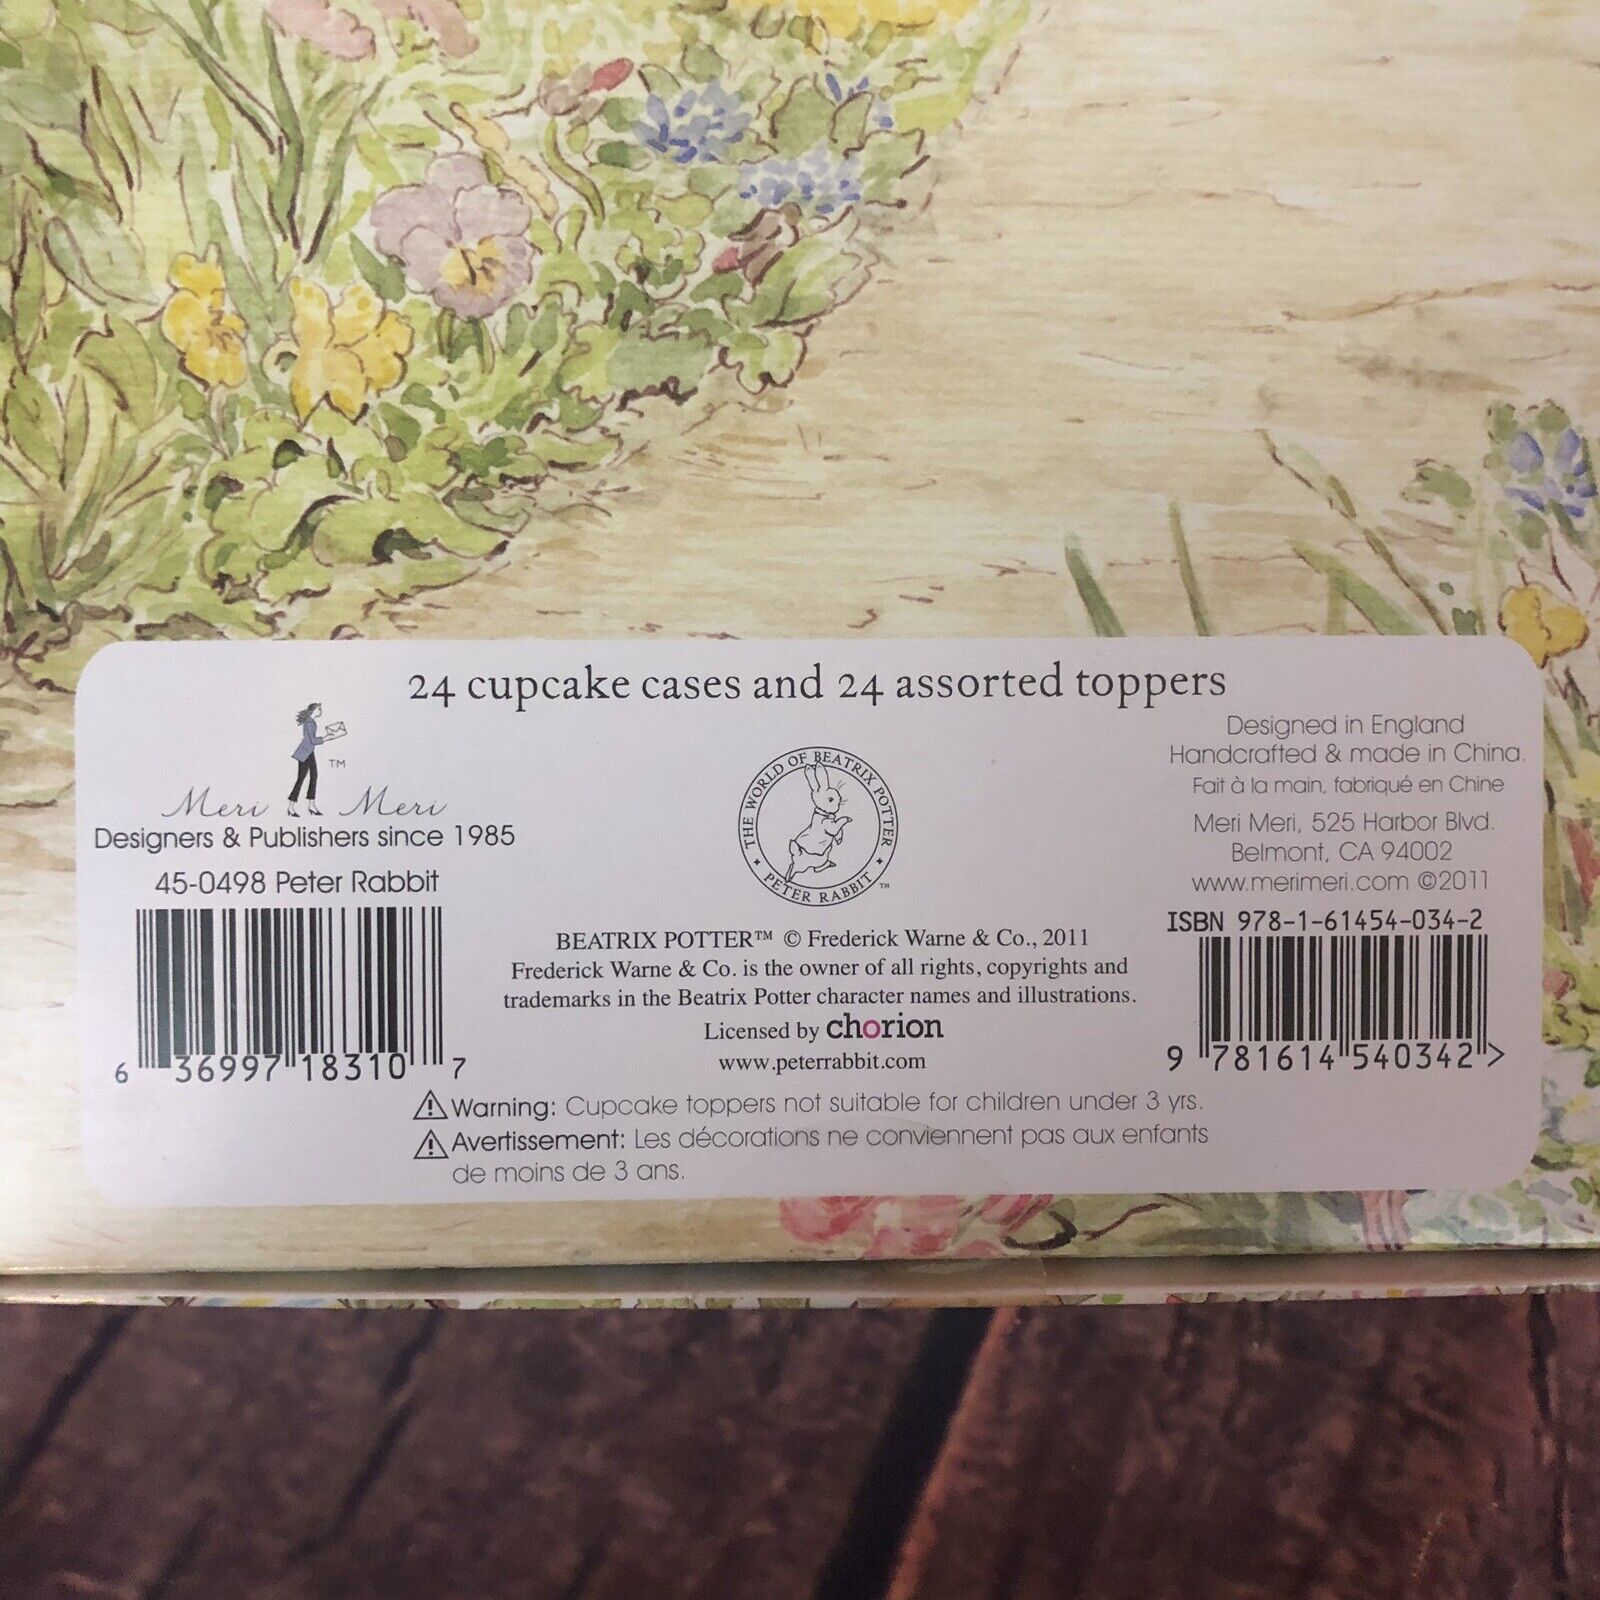 24 cupcake cases and 24 assorted toppers
Meri Meri ™
Designers & Publishers since 1985
45-0498 Peter Rabbit
6 36997 18310 7
THE WORLD OF BEATRIX POTTER
PETER RABBIT ™
BEATRIX POTTER™ © Frederick Warne & Co., 2011
Frederick Warne & Co. is the owner of all rights, copyrights and
trademarks in the Beatrix Potter character names and illustrations.
Licensed by chorion
www.peterrabbit.com
Designed in England
Handcrafted & made in China.
Fait à la main, fabriqué en Chine
Meri Meri, 525 Harbor Blvd.
Belmont, CA 94002
www.merimeri.com ©2011
ISBN 978-1-61454-034-2
9 781614 540342 >
⚠ Warning: Cupcake toppers not suitable for children under 3 yrs.
⚠ Avertissement: Les décorations ne conviennent pas aux enfants
de moins de 3 ans.